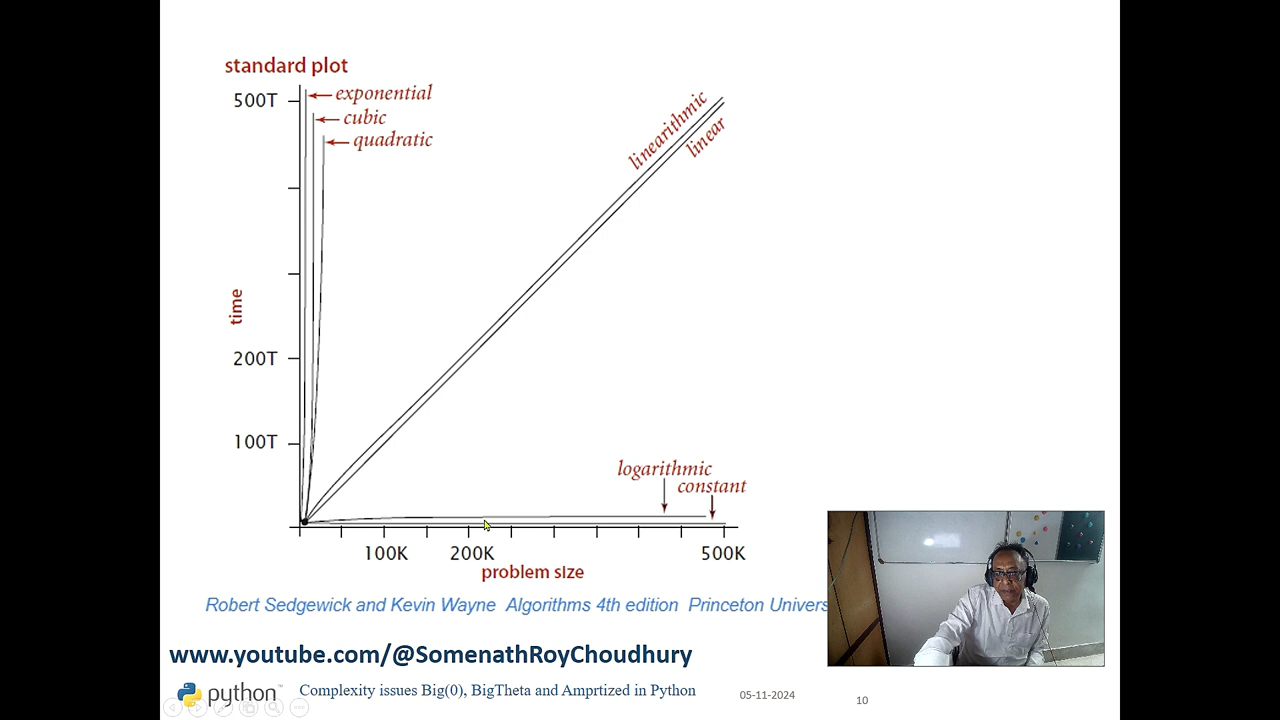 standard plot
500T
exponential
cubic
quadratic
linearithmic
linear
time
200T
100T
logarithmic
constant
100K
200K
500K
problem size
Robert Sedgewick and Kevin Wayne Algorithms 4th edition Princeton Univers
www.youtube.com/@SomenathRoyChoudhury
python
Complexity issues Big(0), BigTheta and Amprtized in Python
05-11-2024
10